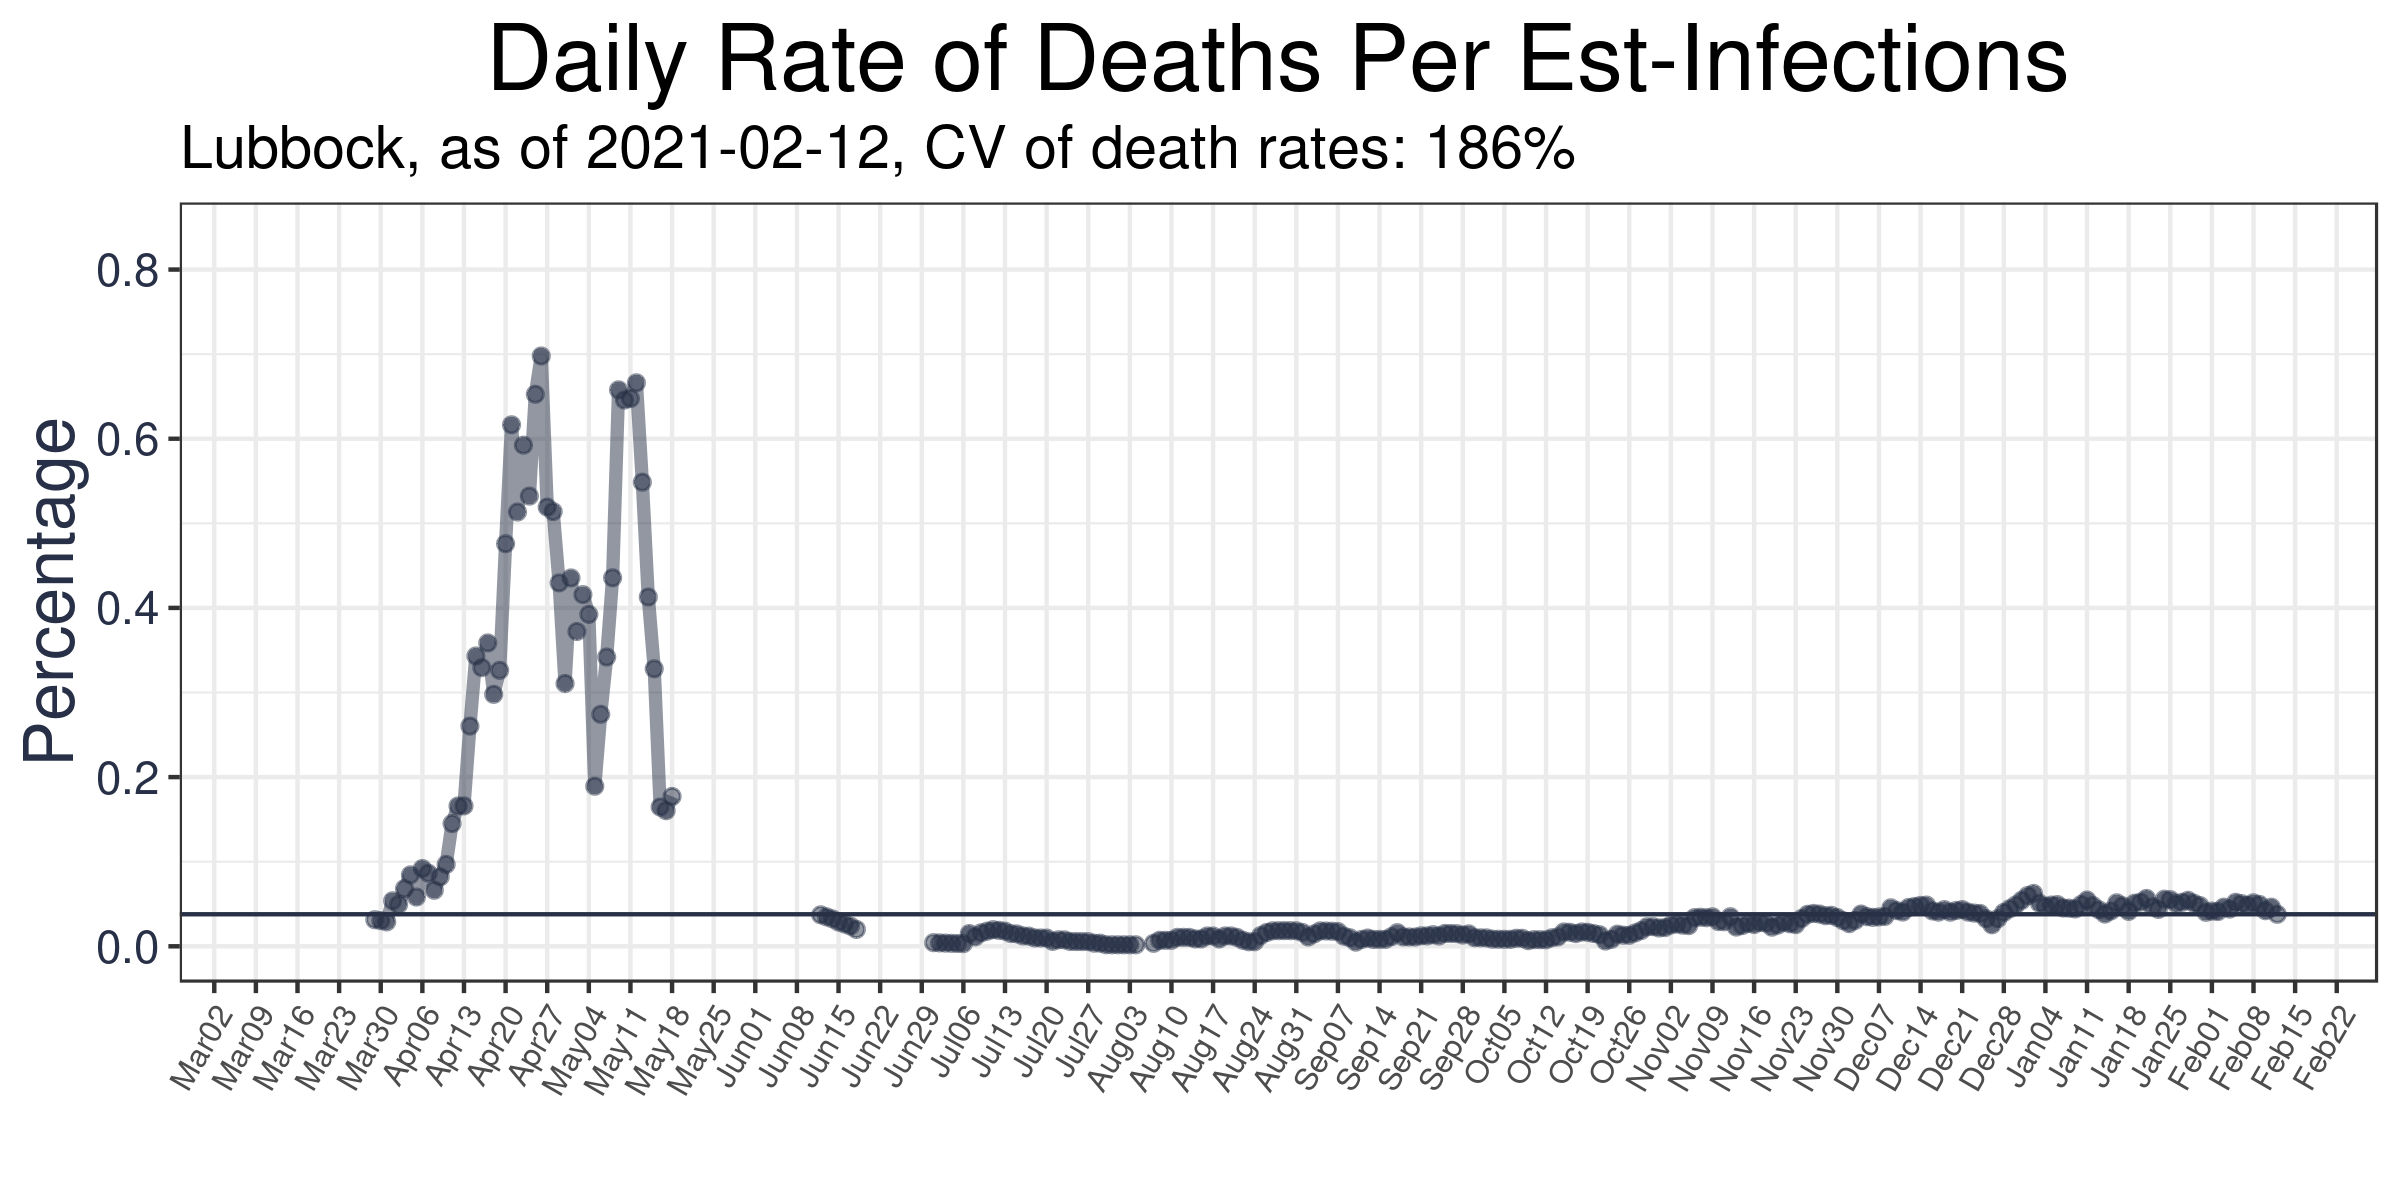 Daily Rate of Deaths Per Est-Infections
Lubbock, as of 2021-02-12, CV of death rates: 186%
Percentage
0.8
0.6
0.4
0.2
0.0
Mar02
Mar09
Mar16
Mar23
Mar30
Apr06
Apr13
Apr20
Apr27
May04
May11
May18
May25
Jun01
Jun08
Jun15
Jun22
Jun29
Jul06
Jul13
Jul20
Jul27
Aug03
Aug10
Aug17
Aug24
Aug31
Sep07
Sep14
Sep21
Sep28
Oct05
Oct12
Oct19
Oct26
Nov02
Nov09
Nov16
Nov23
Nov30
Dec07
Dec14
Dec21
Dec28
Jan04
Jan11
Jan18
Jan25
Feb01
Feb08
Feb15
Feb22